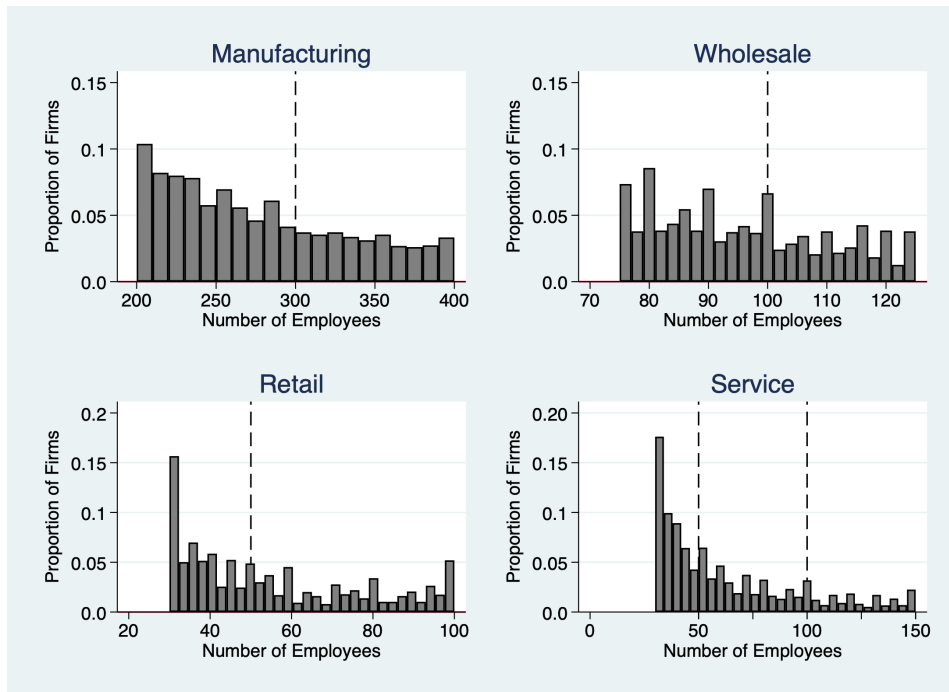 Manufacturing
Proportion of Firms
0.15
0.1
0.05
0.0
200 250 300 350 400
Number of Employees
Wholesale
Proportion of Firms
0.15
0.1
0.05
0.0
70 80 90 100 110 120
Number of Employees
Retail
Proportion of Firms
0.2
0.15
0.1
0.05
0.0
20 40 60 80 100
Number of Employees
Service
Proportion of Firms
0.20
0.15
0.1
0.05
0.0
0 50 100 150
Number of Employees